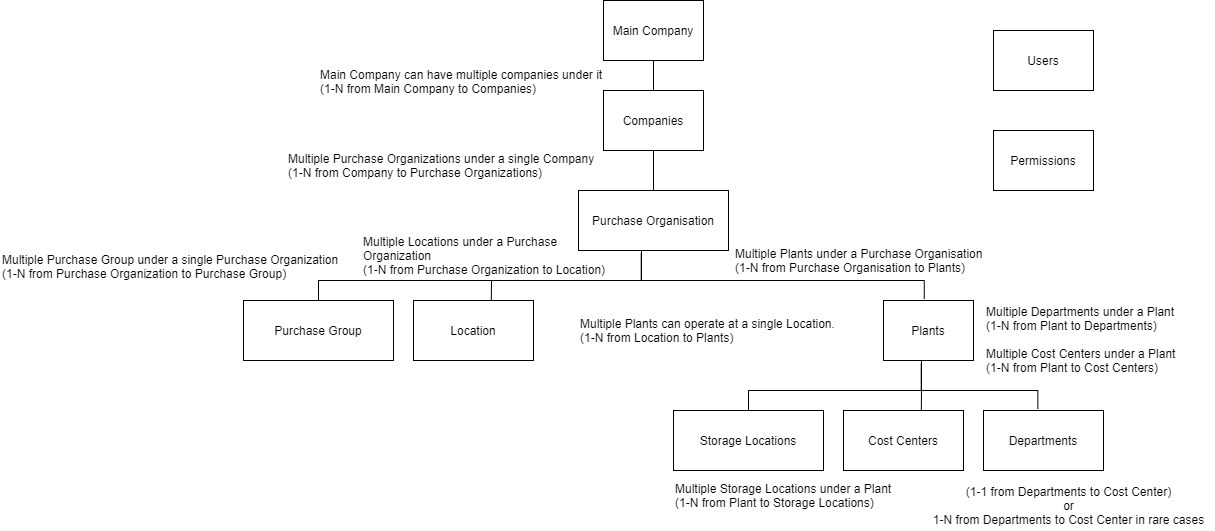 Main Company
Users
Main Company can have multiple companies under it
(1-N from Main Company to Companies)
Companies
Multiple Purchase Organizations under a single Company
(1-N from Company to Purchase Organizations)
Permissions
Purchase Organisation
Multiple Purchase Group under a single Purchase Organization
(1-N from Purchase Organization to Purchase Group)
Multiple Locations under a Purchase
Organization
(1-N from Purchase Organization to Location)
Multiple Plants under a Purchase Organisation
(1-N from Purchase Organisation to Plants)
Purchase Group
Location
Multiple Plants can operate at a single Location.
(1-N from Location to Plants)
Plants
Multiple Departments under a Plant
(1-N from Plant to Departments)
Multiple Cost Centers under a Plant
(1-N from Plant to Cost Centers)
Storage Locations
Cost Centers
Departments
Multiple Storage Locations under a Plant
(1-N from Plant to Storage Locations)
(1-1 from Departments to Cost Center)
or
1-N from Departments to Cost Center in rare cases